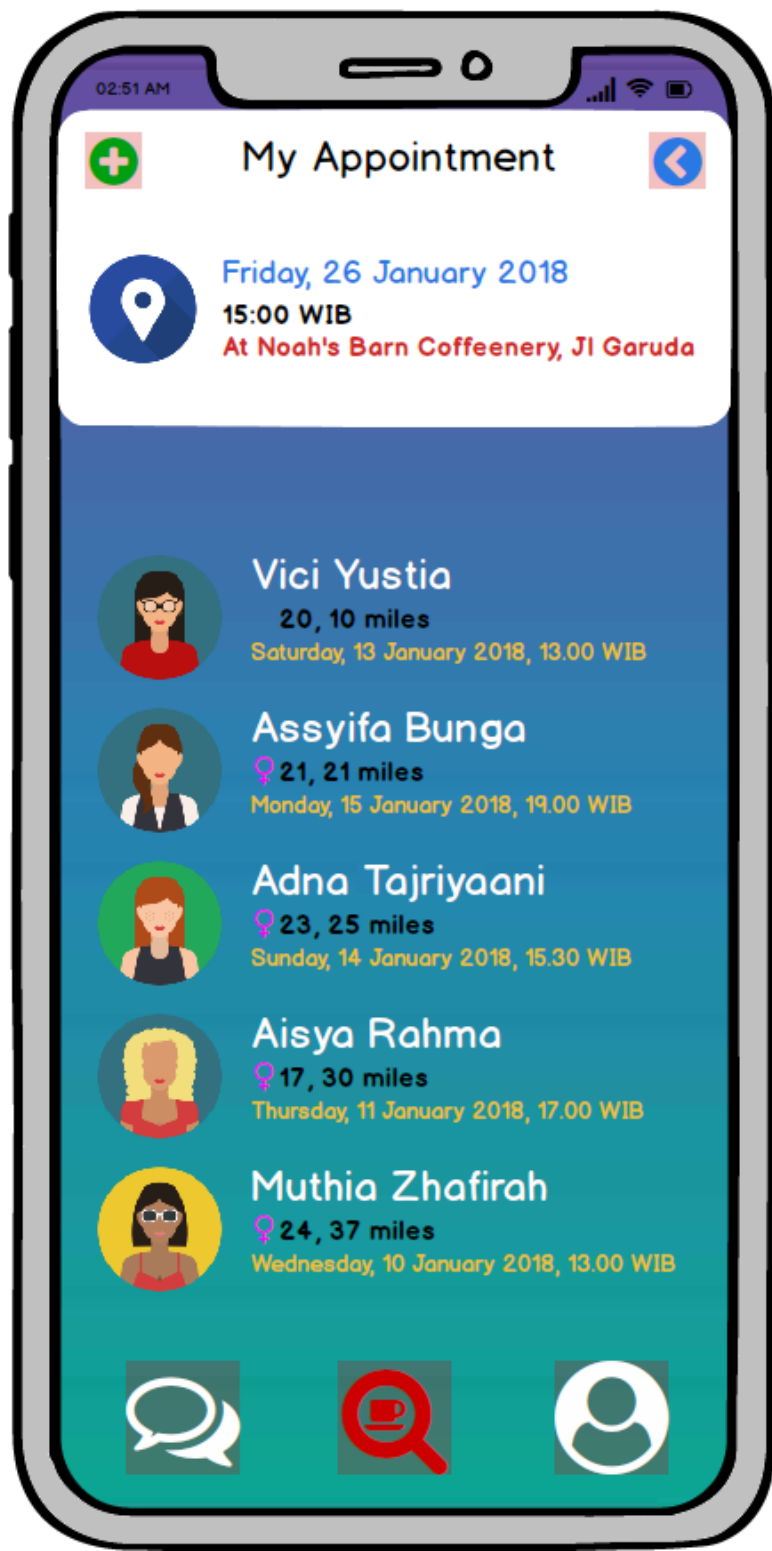 02:51 AM
My Appointment
Friday, 26 January 2018
15:00 WIB
At Noah's Barn Coffeenery, Jl Garuda
Vici Yustia
20, 10 miles
Saturday, 13 January 2018, 13.00 WIB
Assyifa Bunga
♀21, 21 miles
Monday, 15 January 2018, 19.00 WIB
Adna Tajriyaani
♀23, 25 miles
Sunday, 14 January 2018, 15.30 WIB
Aisya Rahma
♀17, 30 miles
Thursday, 11 January 2018, 17.00 WIB
Muthia Zhafirah
♀24, 37 miles
Wednesday, 10 January 2018, 13.00 WIB